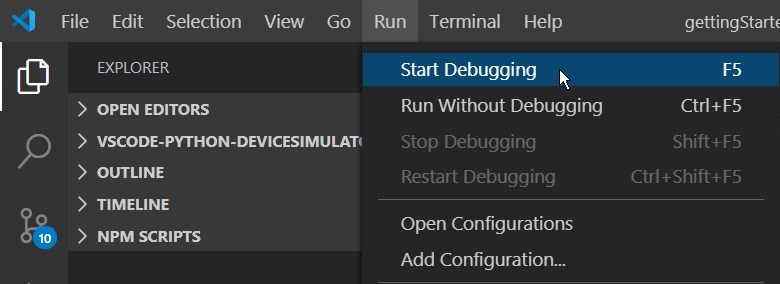 File Edit Selection View Go Run Terminal Help gettingStarte
EXPLORER
Start Debugging F5
OPEN EDITORS
Run Without Debugging Ctrl+F5
VSCODE-PYTHON-DEVICESIMULATO
Stop Debugging Shift+F5
OUTLINE
Restart Debugging Ctrl+Shift+F5
TIMELINE
Open Configurations
10
NPM SCRIPTS
Add Configuration...